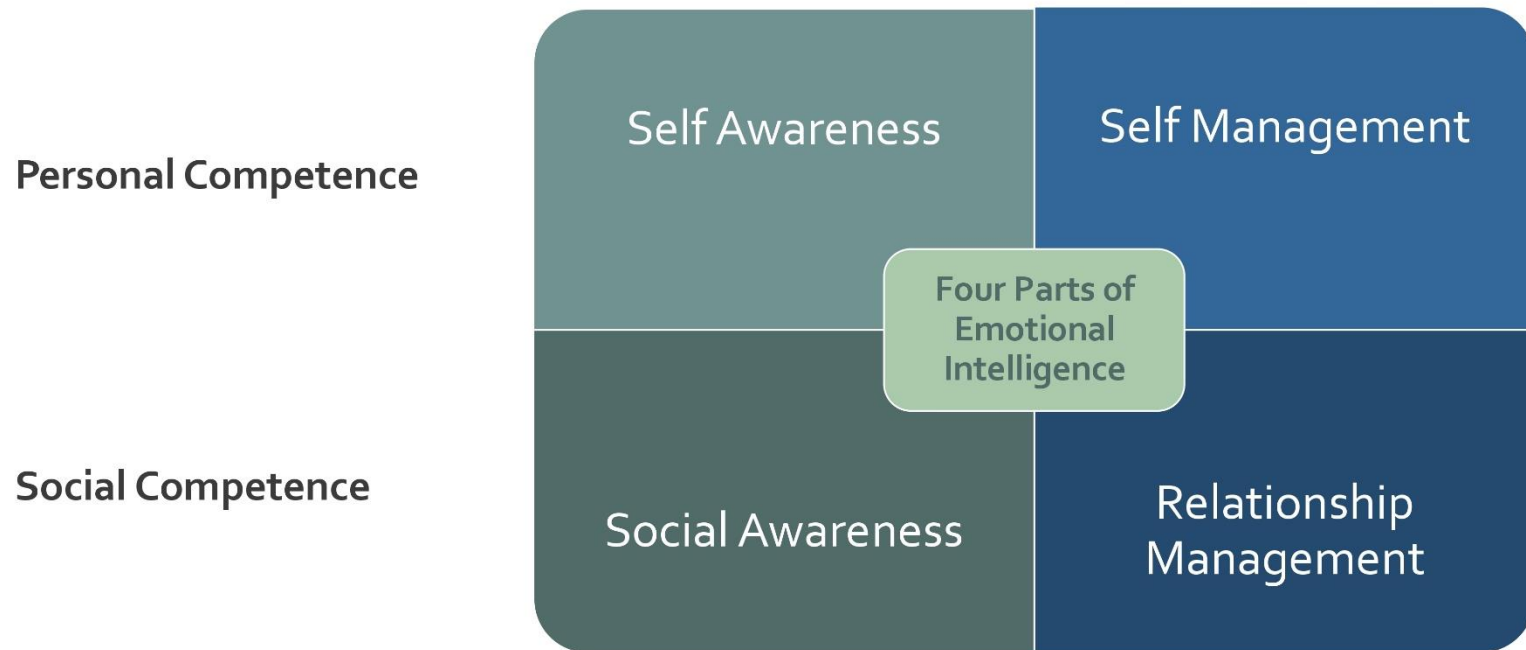 Self Awareness
Self Management
Personal Competence
Four Parts of
Emotional
Intelligence
Social Competence
Social Awareness
Relationship
Management